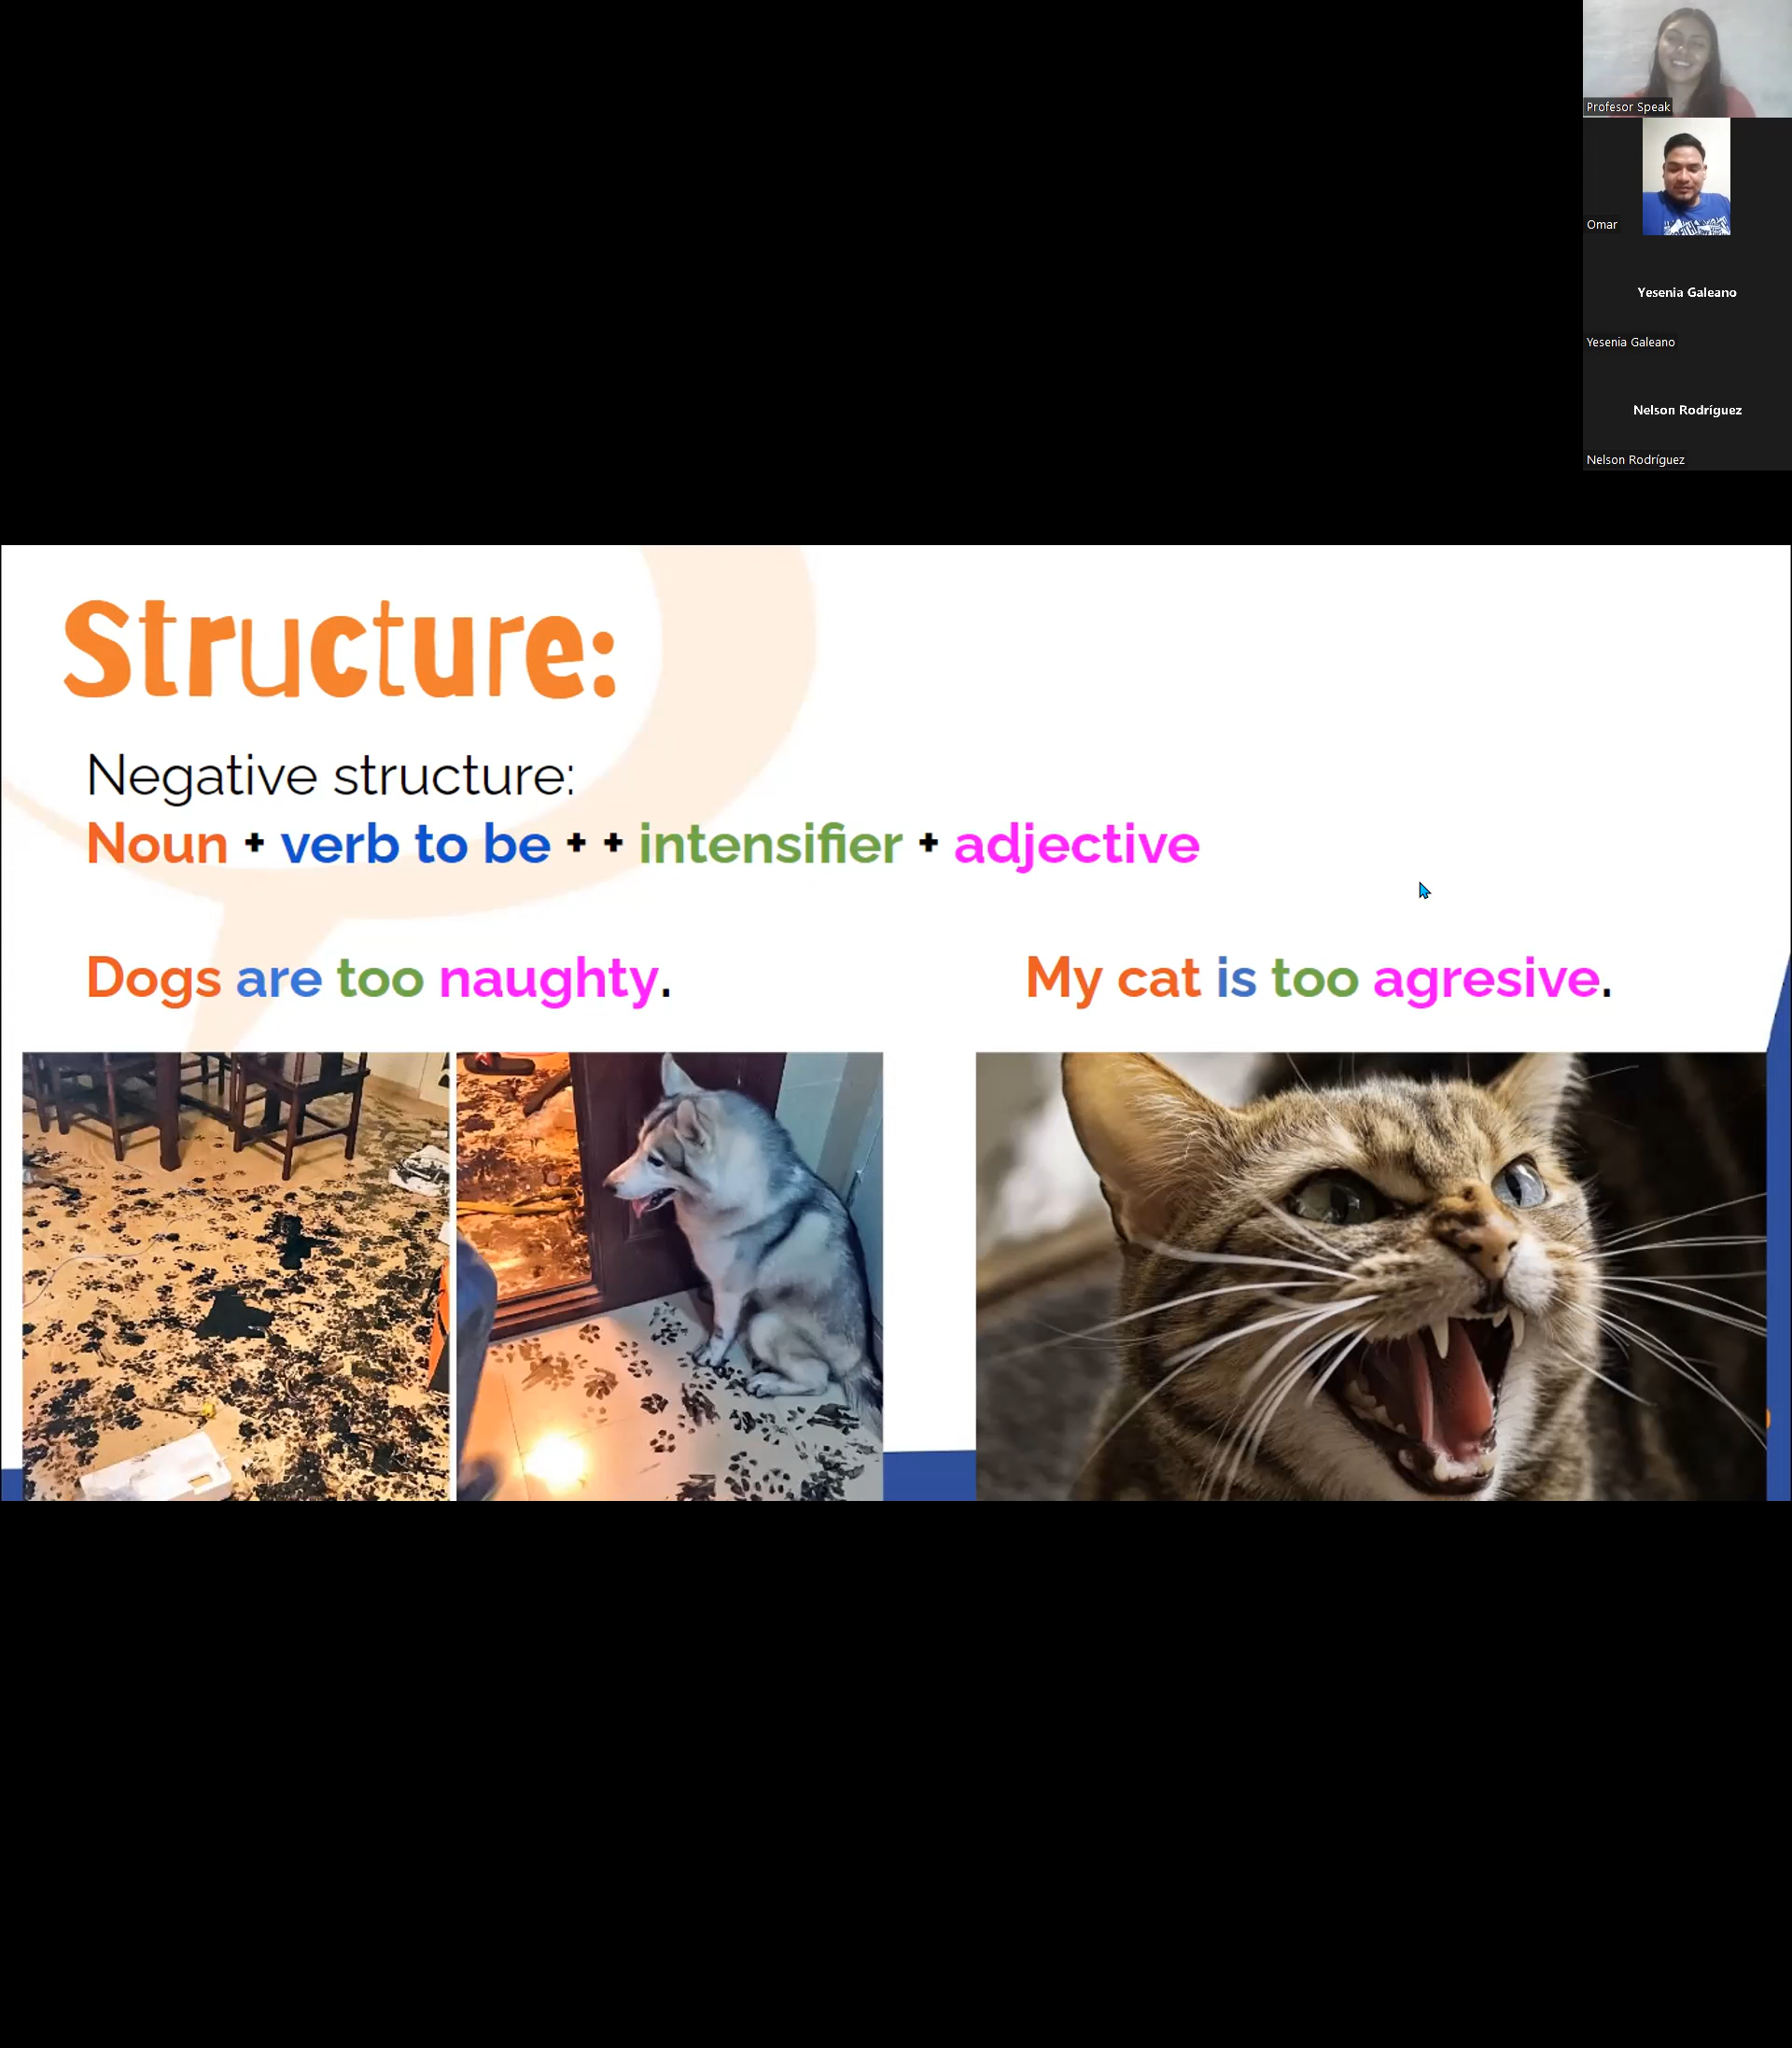 Profesor Speak
Omar
Yesenia Galeano
Yesenia Galeano
Nelson Rodríguez
Nelson Rodríguez
Structure:
Negative structure:
Noun + verb to be + + intensifier + adjective
Dogs are too naughty.
My cat is too agresive.